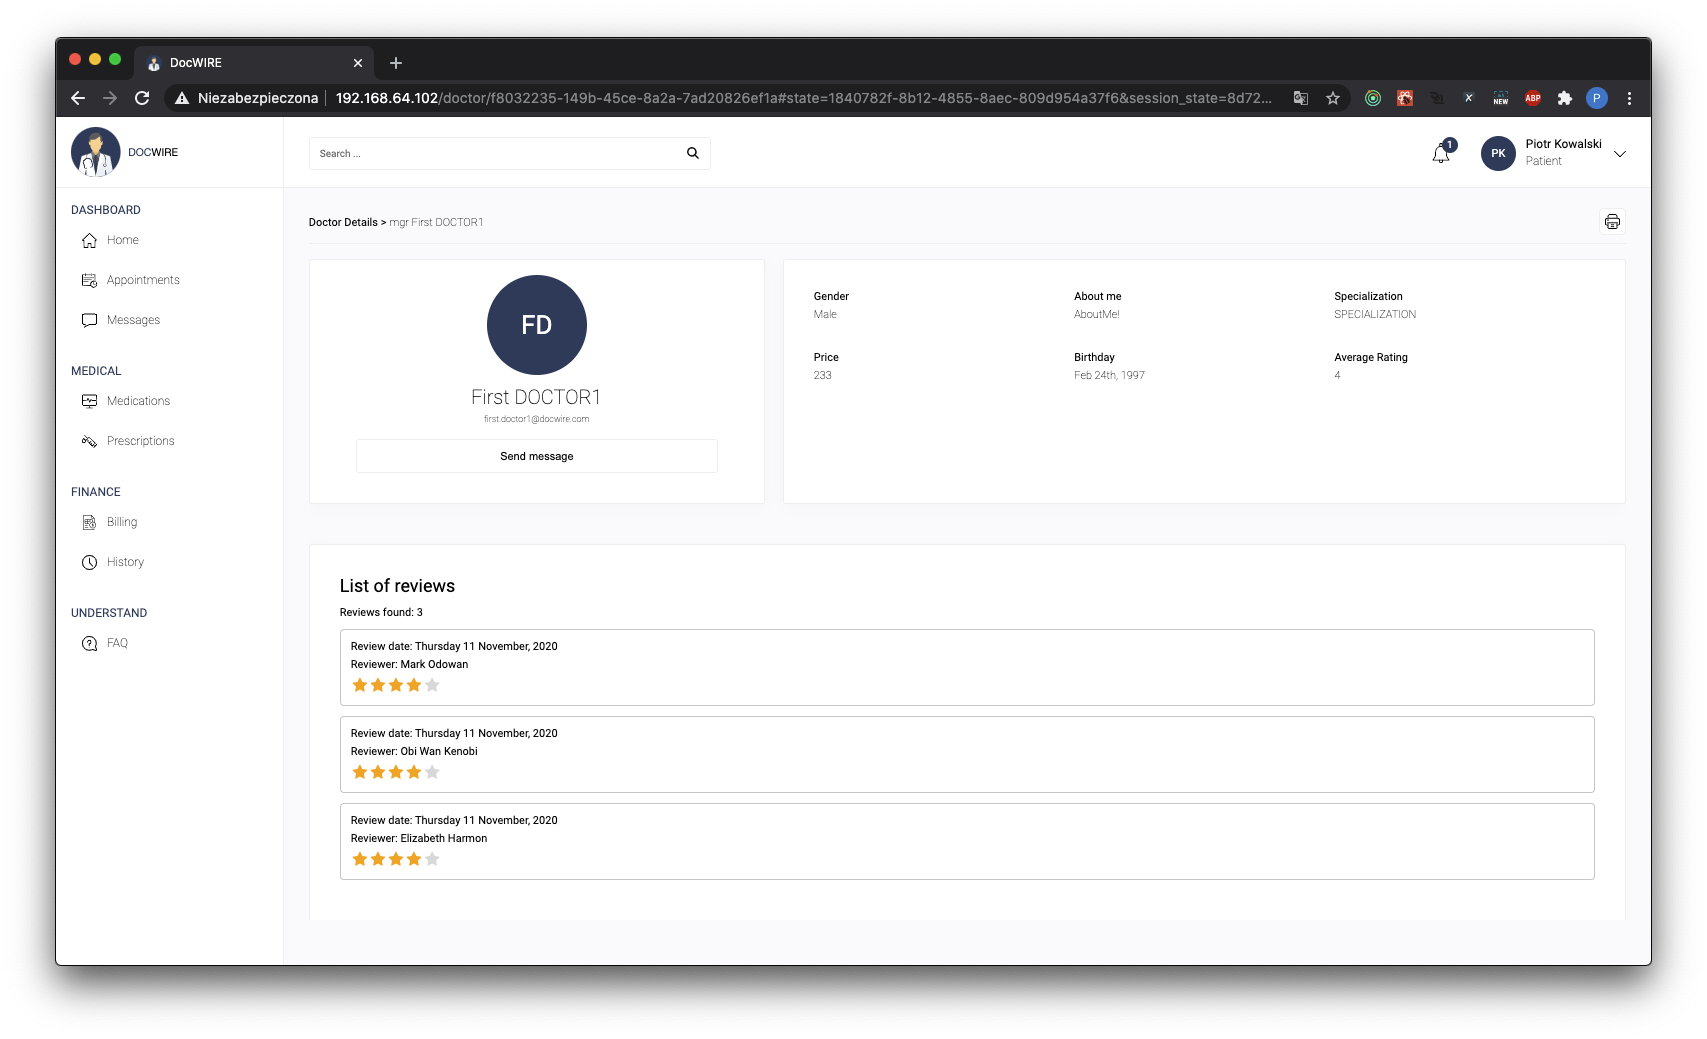 DocWIRE
Niezabezpieczona 192.168.64.102/doctor/f8032235-149b-45ce-8a2a-7ad20826ef1a#state=1840782f-8b12-4855-8aec-809d954a37f6&session_state=8d72...
NEW
ABP
P
DOCWIRE
Search ...
1
PK
Piotr Kowalski
Patient
DASHBOARD
Home
Appointments
Messages
MEDICAL
Medications
Prescriptions
FINANCE
Billing
History
UNDERSTAND
FAQ
Doctor Details > mgr First DOCTOR1
FD
First DOCTOR1
first.doctor1@docwire.com
Send message
Gender
Male
About me
AboutMe!
Specialization
SPECIALIZATION
Price
233
Birthday
Feb 24th, 1997
Average Rating
4
List of reviews
Reviews found: 3
Review date: Thursday 11 November, 2020
Reviewer: Mark Odowan
Review date: Thursday 11 November, 2020
Reviewer: Obi Wan Kenobi
Review date: Thursday 11 November, 2020
Reviewer: Elizabeth Harmon